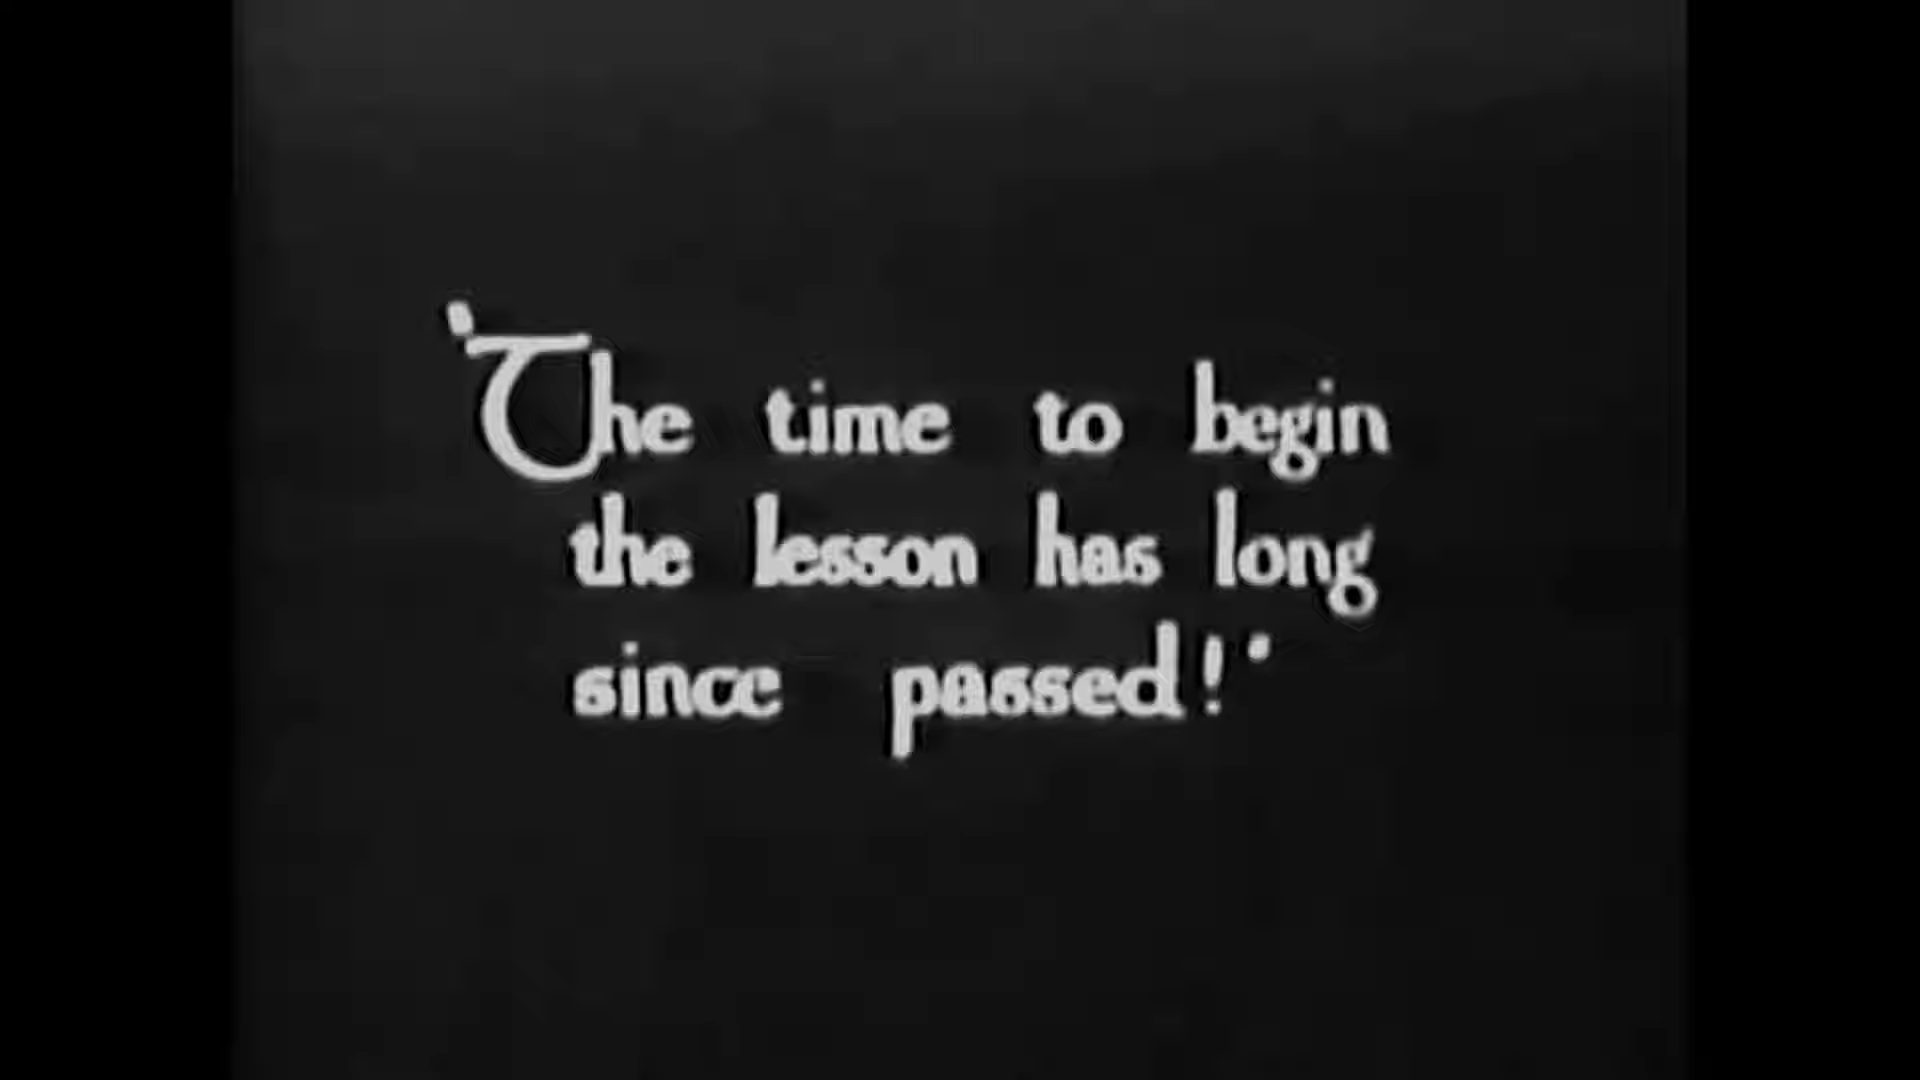 'The time to begin
the lesson has long
since passed!'